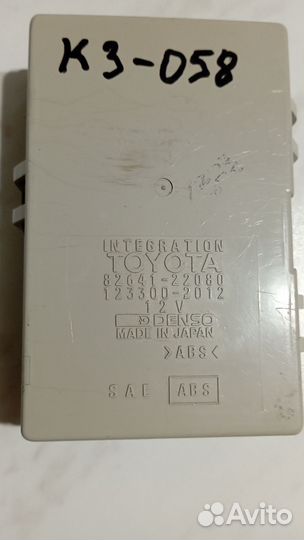 K3-058
INTEGRATION
TOYOTA
82641-22080
123300-2012
12V
DENSO
MADE IN JAPAN
>ABS<
SAE ABS
Avito